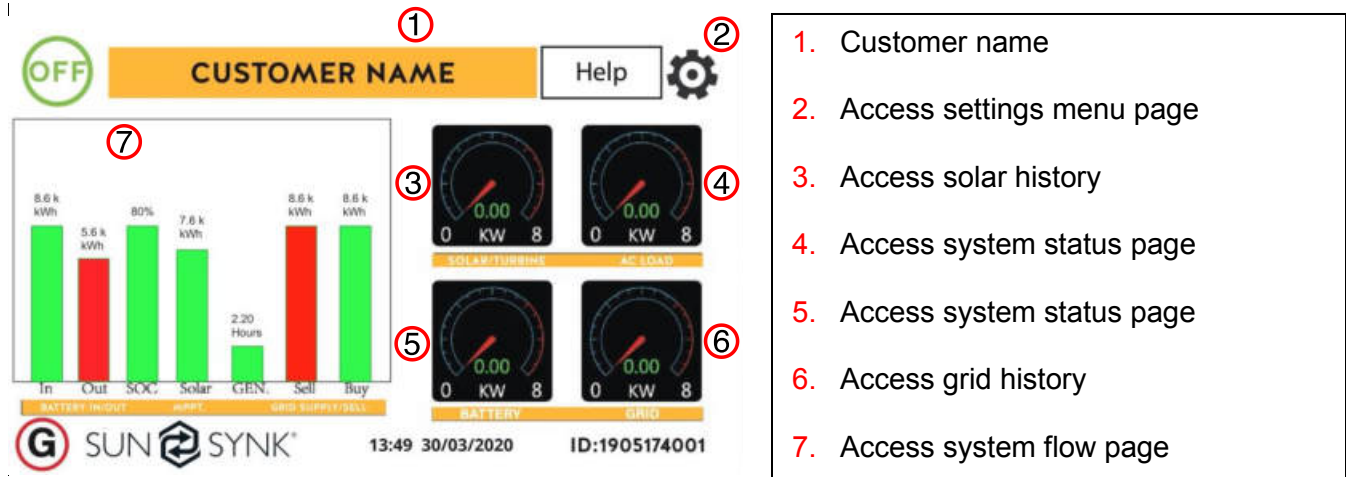 1
2
OFF
CUSTOMER NAME
Help
7
8.6 k
kWh
5.6 k
kWh
80%
7.6 k
kWh
2.20
Hours
8.6 k
kWh
8.6 k
kWh
In Out SOC Solar GEN. Sell Buy
BATTERY IN/OUT MPPT. GRID SUPPLY/SELL
3
0.00
0 KW 8
SOLAR/TURBINE
4
0.00
0 KW 8
AC LOAD
5
0.00
0 KW 8
BATTERY
6
0.00
0 KW 8
GRID
G SUN SYNK 13:49 30/03/2020 ID:1905174001
1. Customer name
2. Access settings menu page
3. Access solar history
4. Access system status page
5. Access system status page
6. Access grid history
7. Access system flow page